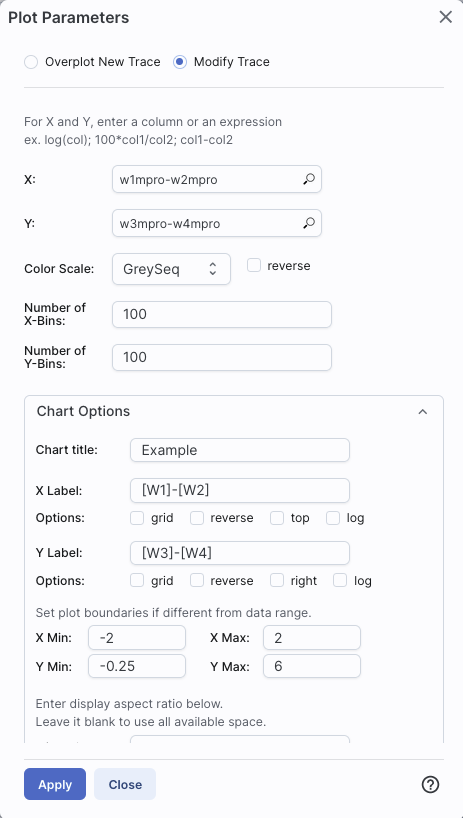 Plot Parameters
Overplot New Trace Modify Trace
For X and Y, enter a column or an expression
ex. log(col); 100*col1/col2; col1-col2
X: w1mpro-w2mpro
Y: w3mpro-w4mpro
Color Scale: GreySeq reverse
Number of
X-Bins: 100
Number of
Y-Bins: 100
Chart Options
Chart title: Example
X Label: [W1]-[W2]
Options: grid reverse top log
Y Label: [W3]-[W4]
Options: grid reverse right log
Set plot boundaries if different from data range.
X Min: -2 X Max: 2
Y Min: -0.25 Y Max: 6
Enter display aspect ratio below.
Leave it blank to use all available space.
Apply Close